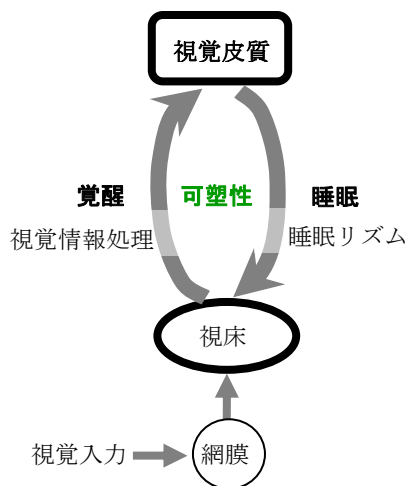 視覚皮質
覚醒
可塑性
睡眠
視覚情報処理
睡眠リズム
視床
視覚入力
網膜